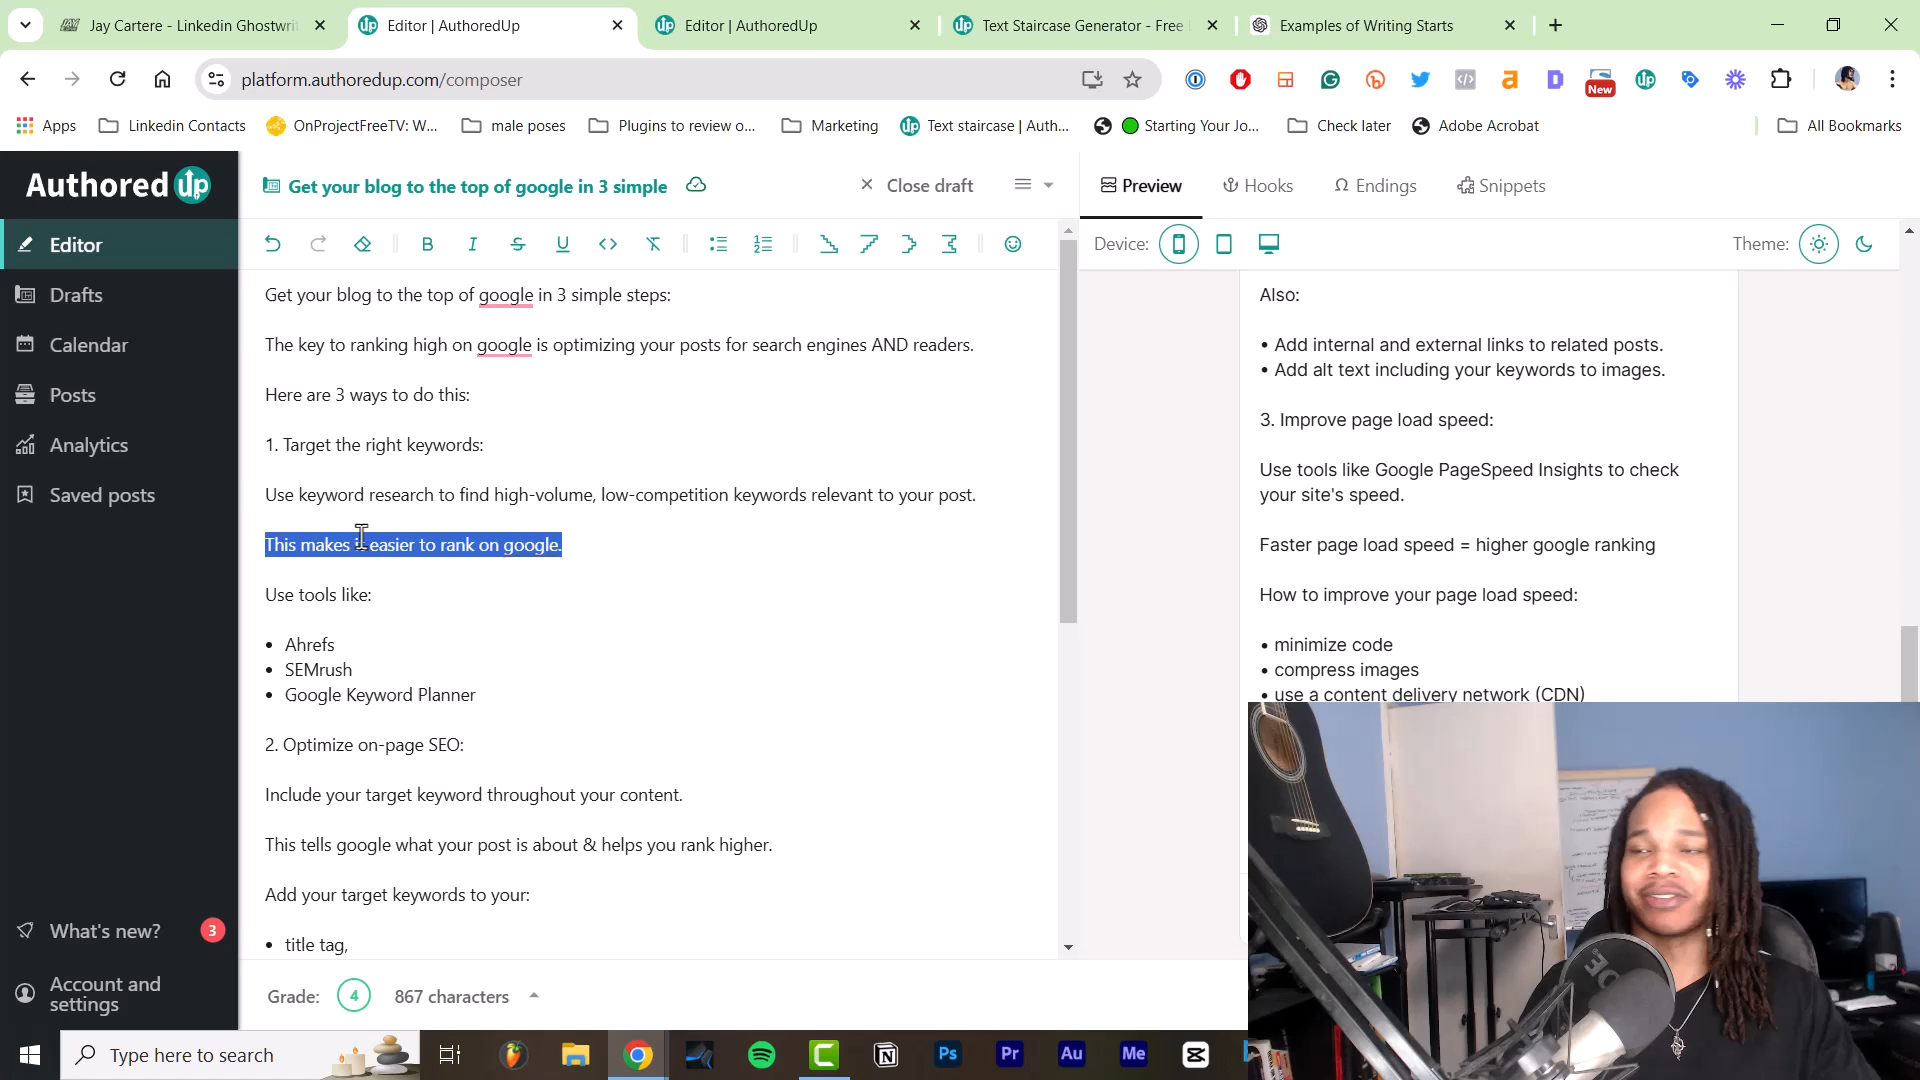 Jay Cartere - Linkedin Ghostwri
Editor | AuthoredUp
Editor | AuthoredUp
Text Staircase Generator - Free
Examples of Writing Starts
platform.authoredup.com/composer
New
Apps
Linkedin Contacts
OnProjectFreeTV: W...
male poses
Plugins to review o...
Marketing
Text staircase | Auth...
Starting Your Jo...
Check later
Adobe Acrobat
All Bookmarks
Authored up
Get your blog to the top of google in 3 simple
Close draft
Preview
Hooks
Endings
Snippets
Editor
Drafts
Calendar
Posts
Analytics
Saved posts
What's new?
3
Account and
settings
Device:
Theme:
Get your blog to the top of google in 3 simple steps:
The key to ranking high on google is optimizing your posts for search engines AND readers.
Here are 3 ways to do this:
1. Target the right keywords:
Use keyword research to find high-volume, low-competition keywords relevant to your post.
This makes it easier to rank on google.
Use tools like:
• Ahrefs
• SEMrush
• Google Keyword Planner
2. Optimize on-page SEO:
Include your target keyword throughout your content.
This tells google what your post is about & helps you rank higher.
Add your target keywords to your:
• title tag,
Grade: 4 867 characters
Also:
• Add internal and external links to related posts.
• Add alt text including your keywords to images.
3. Improve page load speed:
Use tools like Google PageSpeed Insights to check
your site's speed.
Faster page load speed = higher google ranking
How to improve your page load speed:
• minimize code
• compress images
• use a content delivery network (CDN)
Type here to search
Ps
Pr
Au
Me